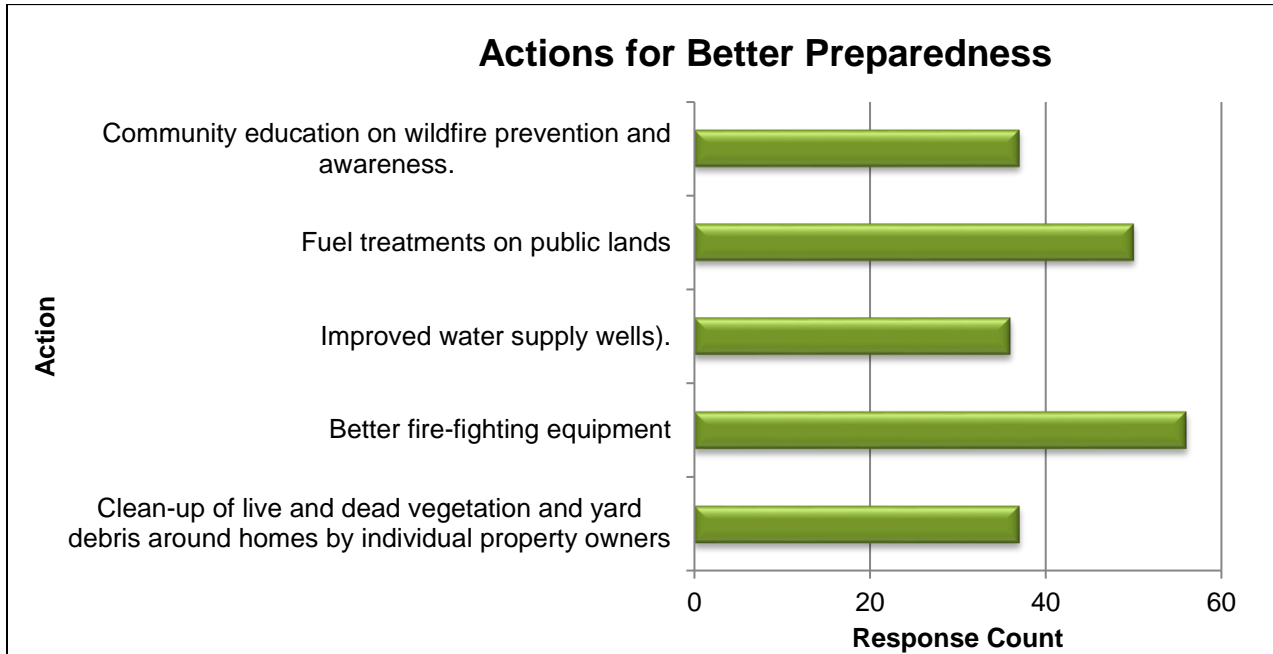 Actions for Better Preparedness
Community education on wildfire prevention and
awareness.
Fuel treatments on public lands
Improved water supply wells).
Better fire-fighting equipment
Clean-up of live and dead vegetation and yard
debris around homes by individual property owners
Action
0 20 40 60
Response Count